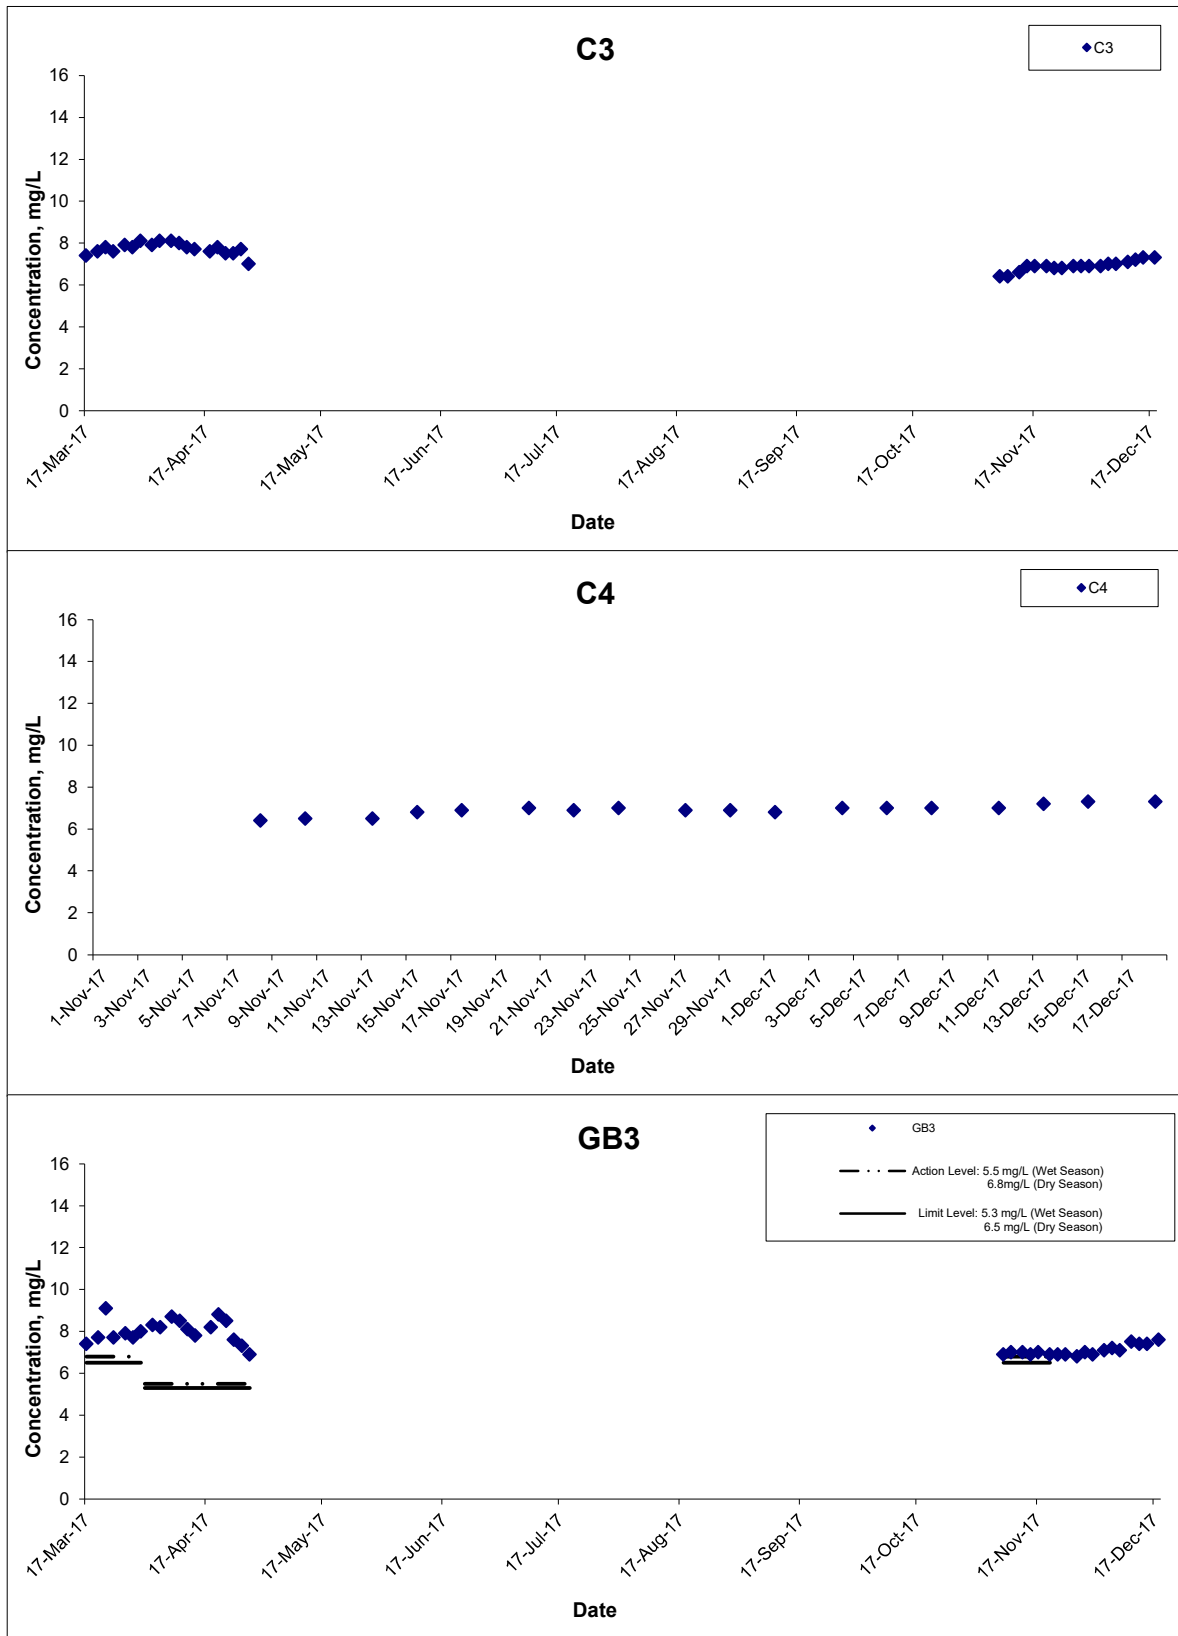 C3
C3
16
14
12
10
8
6
4
2
0
Concentration, mg/L
17-Mar-17
17-Apr-17
17-May-17
17-Jun-17
17-Jul-17
17-Aug-17
17-Sep-17
17-Oct-17
17-Nov-17
17-Dec-17
Date
C4
C4
16
14
12
10
8
6
4
2
0
Concentration, mg/L
1-Nov-17
3-Nov-17
5-Nov-17
7-Nov-17
9-Nov-17
11-Nov-17
13-Nov-17
15-Nov-17
17-Nov-17
19-Nov-17
21-Nov-17
23-Nov-17
25-Nov-17
27-Nov-17
29-Nov-17
1-Dec-17
3-Dec-17
5-Dec-17
7-Dec-17
9-Dec-17
11-Dec-17
13-Dec-17
15-Dec-17
17-Dec-17
Date
GB3
GB3
Action Level: 5.5 mg/L (Wet Season)
6.8mg/L (Dry Season)
Limit Level: 5.3 mg/L (Wet Season)
6.5 mg/L (Dry Season)
16
14
12
10
8
6
4
2
0
Concentration, mg/L
17-Mar-17
17-Apr-17
17-May-17
17-Jun-17
17-Jul-17
17-Aug-17
17-Sep-17
17-Oct-17
17-Nov-17
17-Dec-17
Date